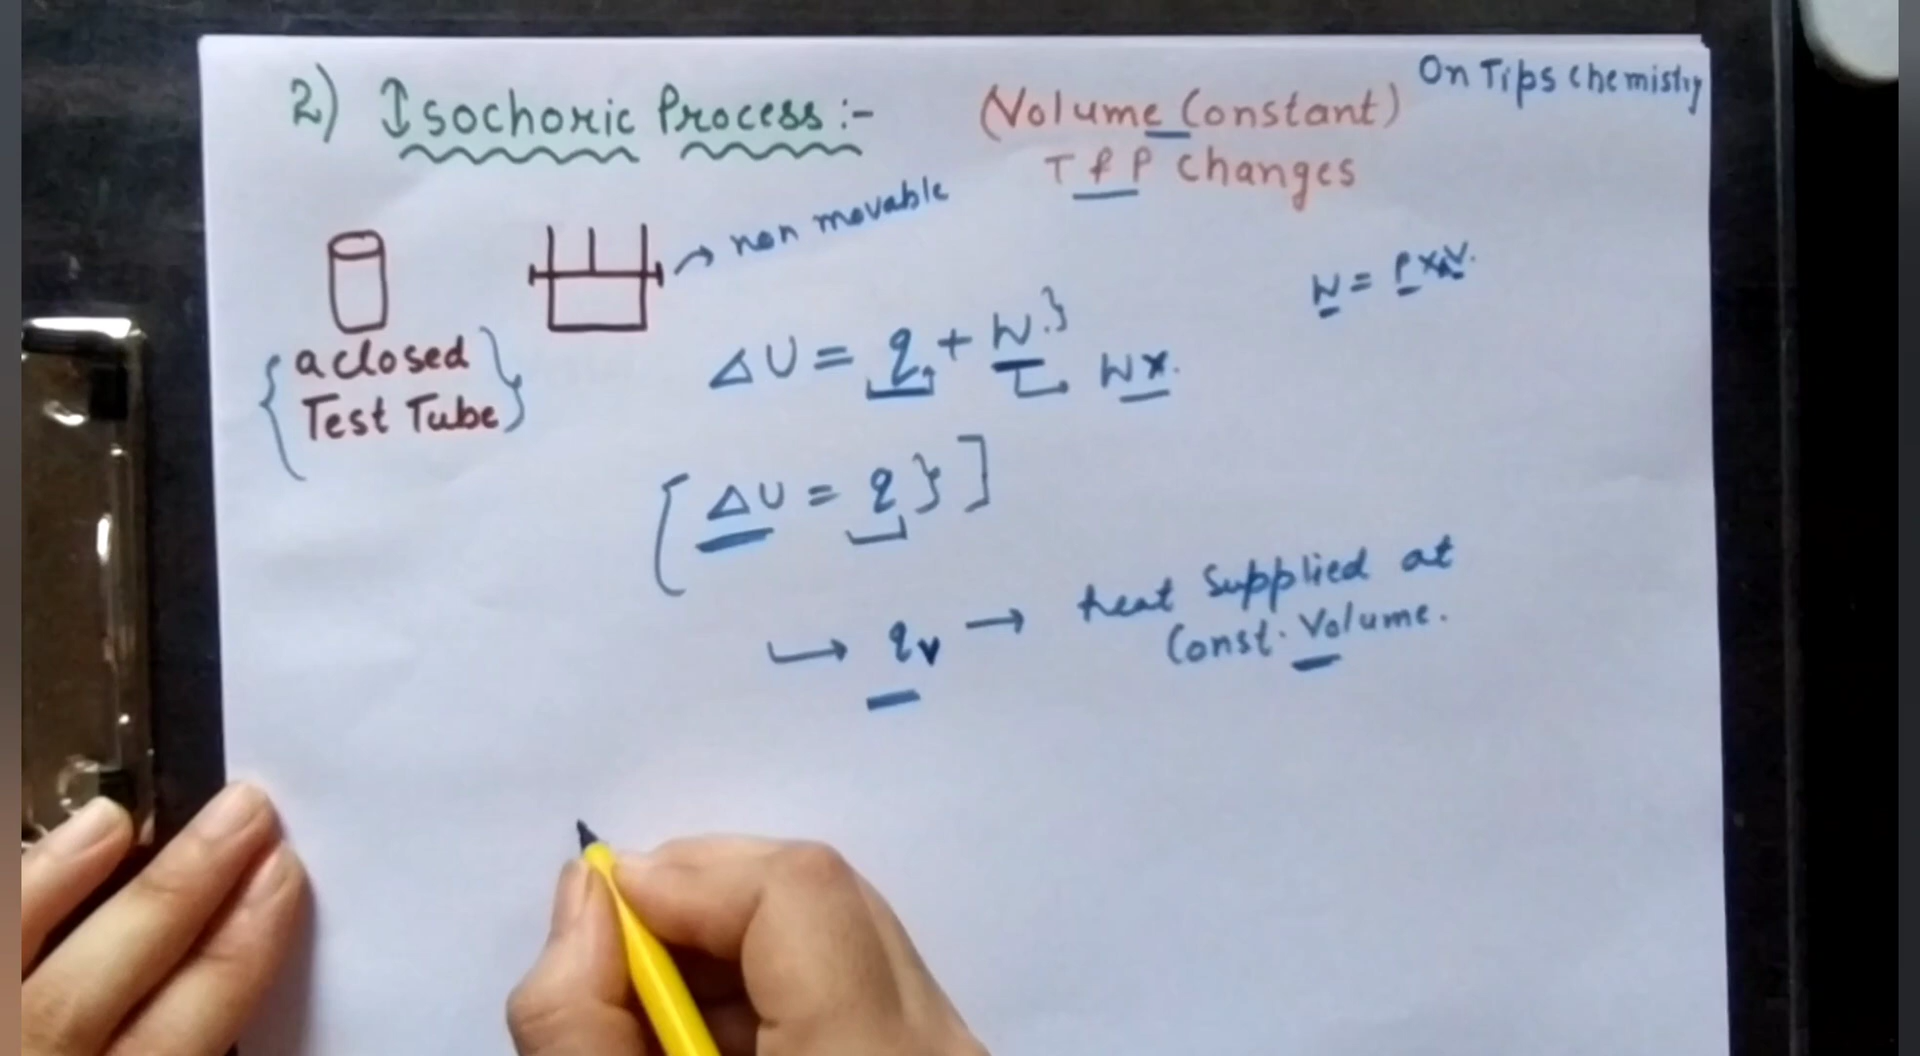 On Tips chemistry
2) Isochoric Process :-
(Volume Constant)
T & P changes
non movable
a closed
Test Tube
W = P × ΔV.
ΔU = q + W }
W ×.
[ ΔU = q } ]
↳ qv → heat supplied at
Const. Volume.